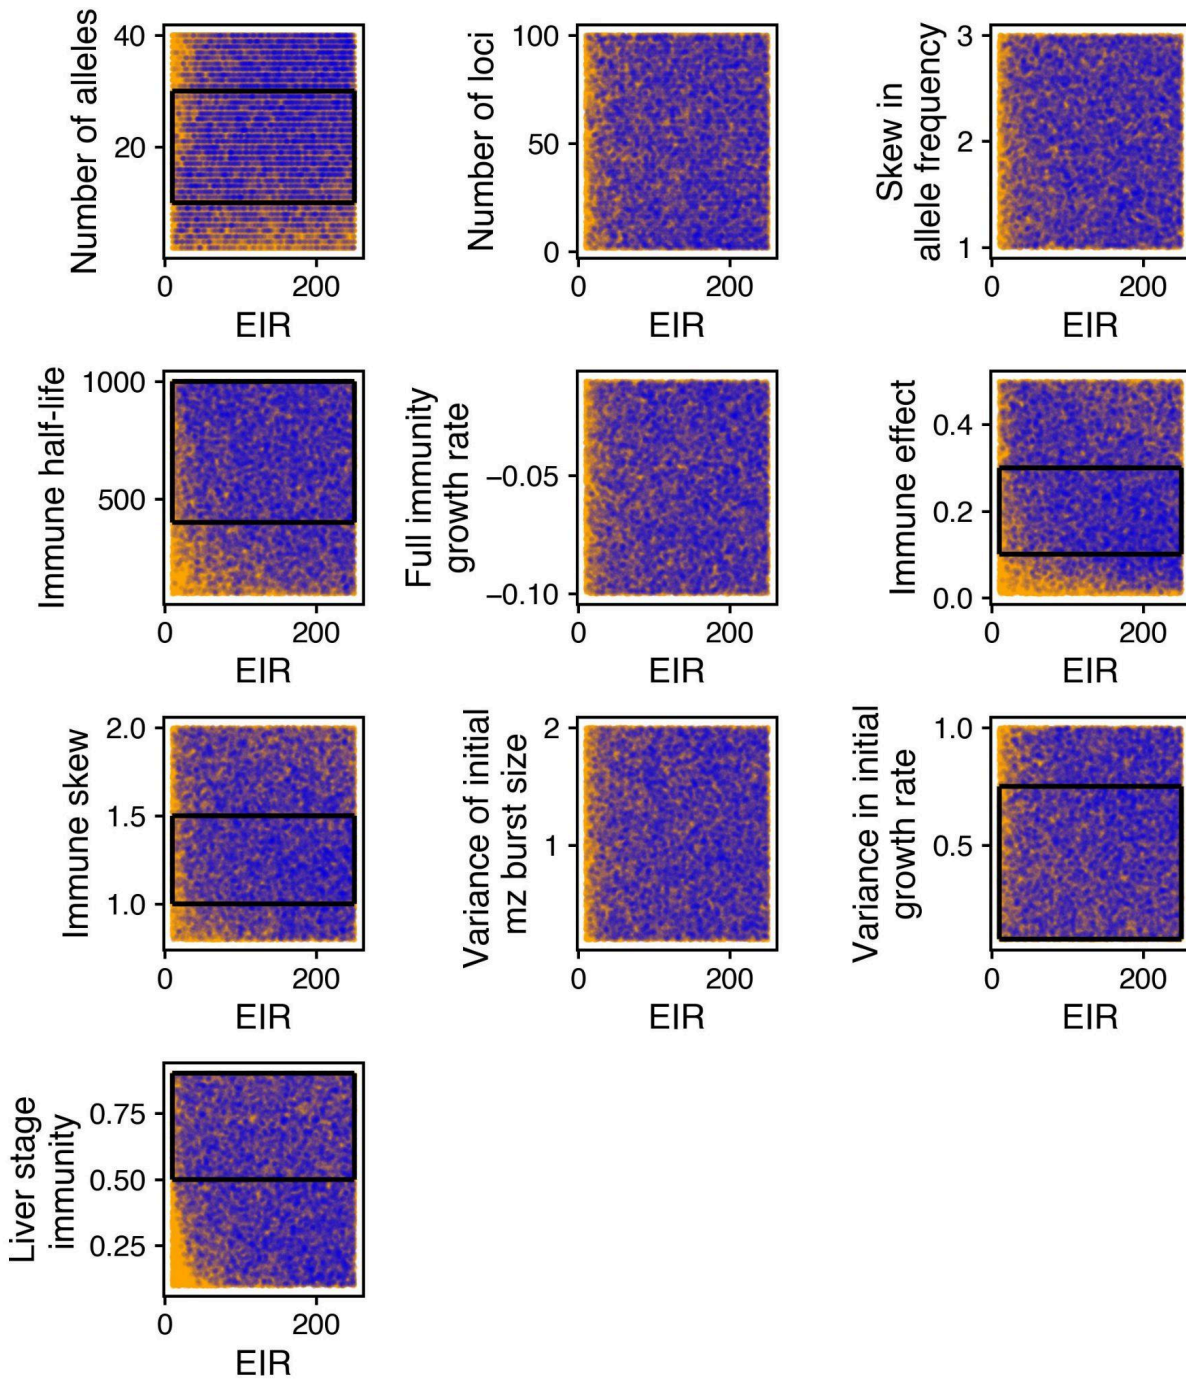 Number of alleles
40
20
0
200
EIR
Number of loci
100
50
0
0
200
EIR
Skew in
allele frequency
3
2
1
0
200
EIR
Immune half-life
1000
500
0
200
EIR
Full immunity
growth rate
−0.05
−0.10
0
200
EIR
Immune effect
0.4
0.2
0.0
0
200
EIR
Immune skew
2.0
1.5
1.0
0
200
EIR
Variance of initial
mz burst size
2
1
0
200
EIR
Variance in initial
growth rate
1.0
0.5
0
200
EIR
Liver stage
immunity
0.75
0.50
0.25
0
200
EIR